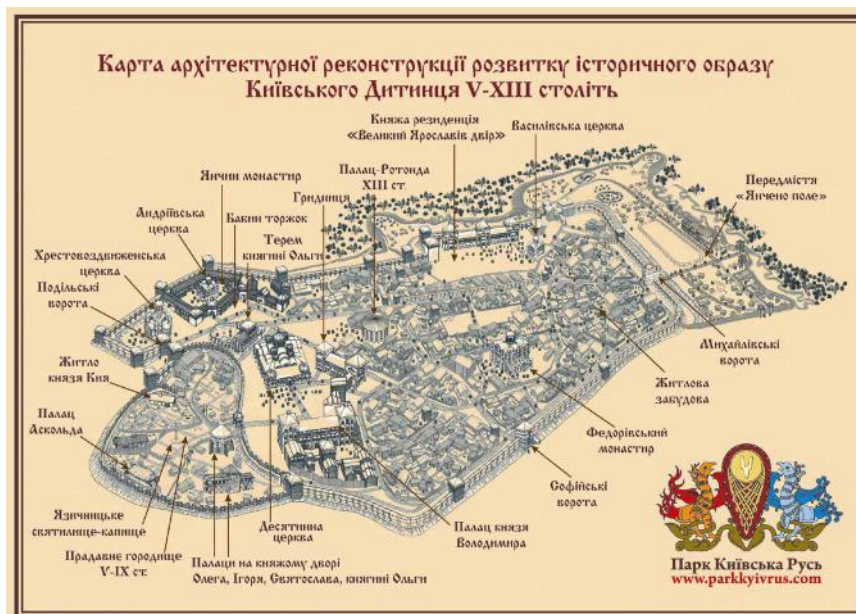 Карта архітектурної реконструкції розвитку історичного образу
Київського Дитинця V-XIII століть
Княжа резиденція
«Великий Ярославів двір»
Василівська церква
Янчин монастир
Палац-Ротонда
XIII ст.
Гридниця
Передмістя
«Янчено поле»
Андріївська
церква
Бабин торжок
Терем
княгині Ольги
Хрестовоздвиженська
церква
Подільські
ворота
Житло
князя Кия
Палац
Аскольда
Михайлівські
ворота
Житлова
забудова
Федорівський
монастир
Софійські
ворота
Язичницьке
святилище-капище
Десятинна
церква
Палац князя
Володимира
Прадавнє городище
V-IX ст.
Палаци на княжому дворі
Олега, Ігоря, Святослава, княгині Ольги
Парк Київська Русь
www.parkkyivrus.com